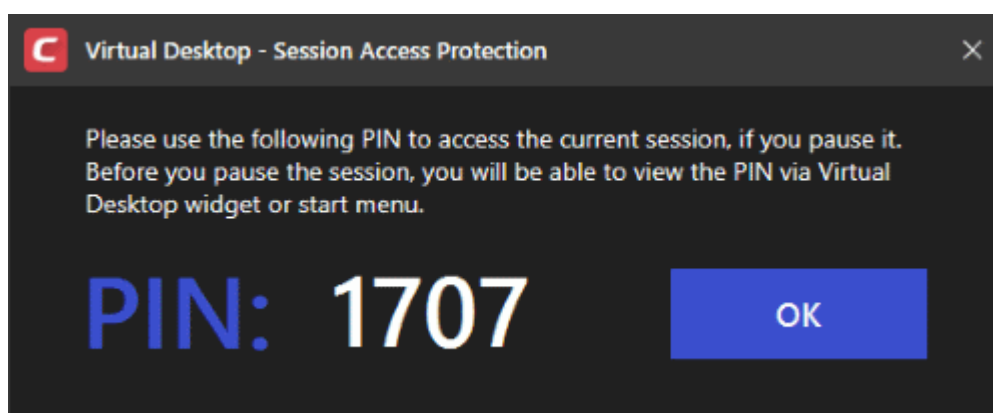 Virtual Desktop - Session Access Protection
Please use the following PIN to access the current session, if you pause it.
Before you pause the session, you will be able to view the PIN via Virtual
Desktop widget or start menu.
PIN: 1707
OK